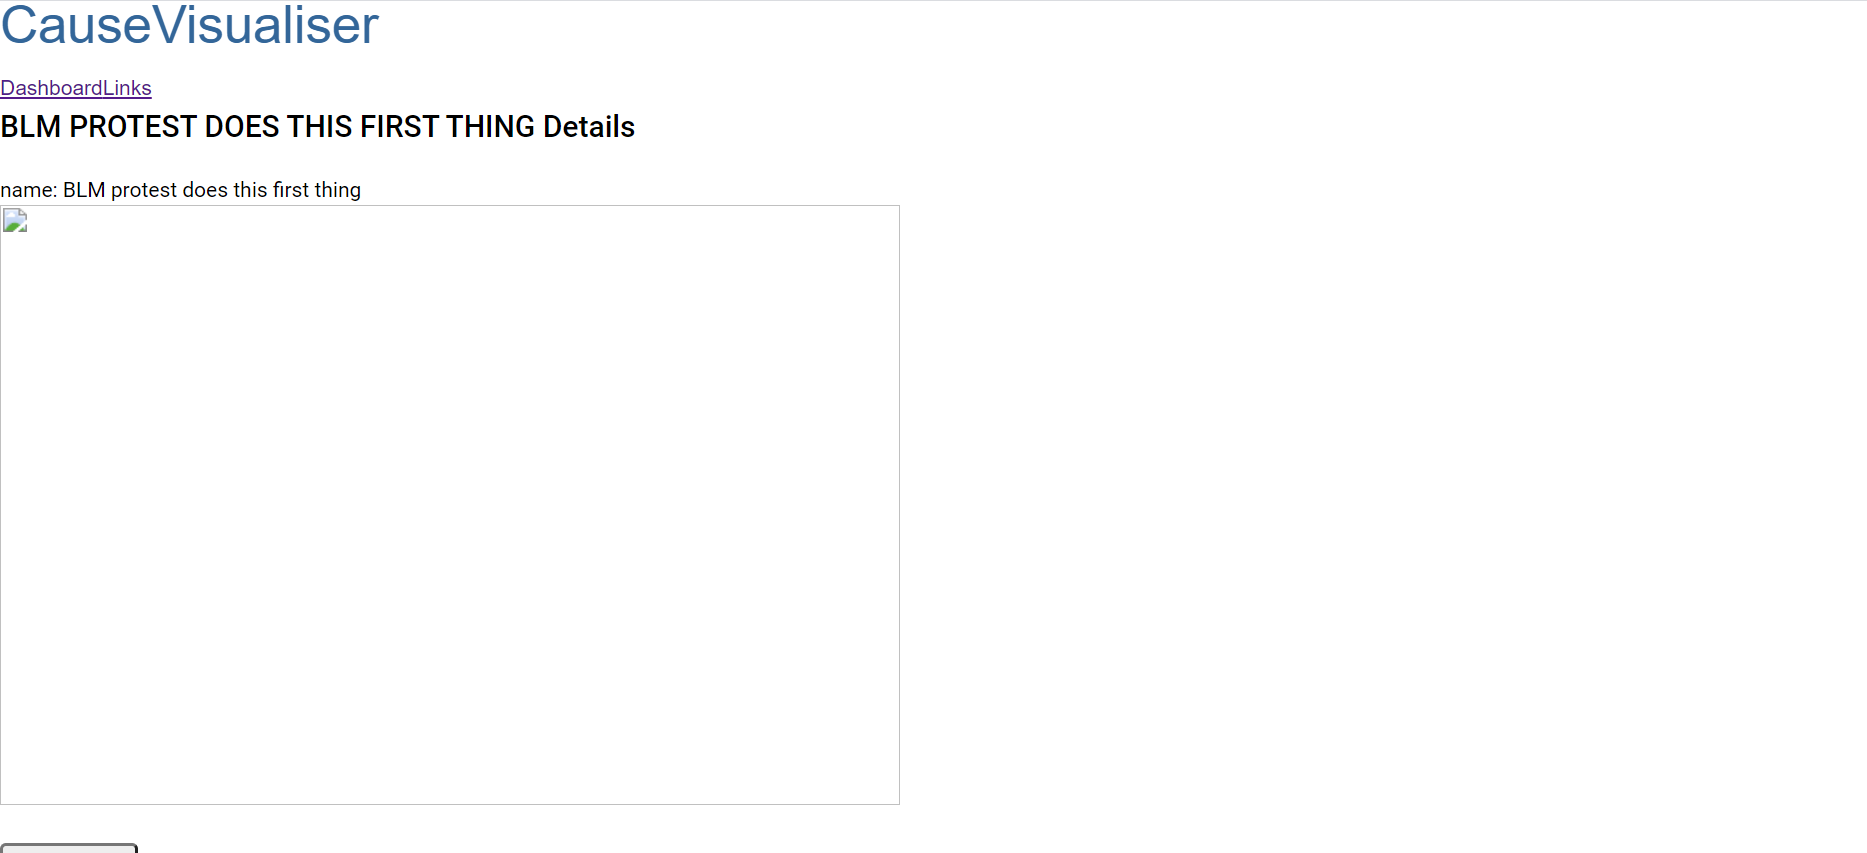 CauseVisualiser
DashboardLinks
BLM PROTEST DOES THIS FIRST THING Details
name: BLM protest does this first thing